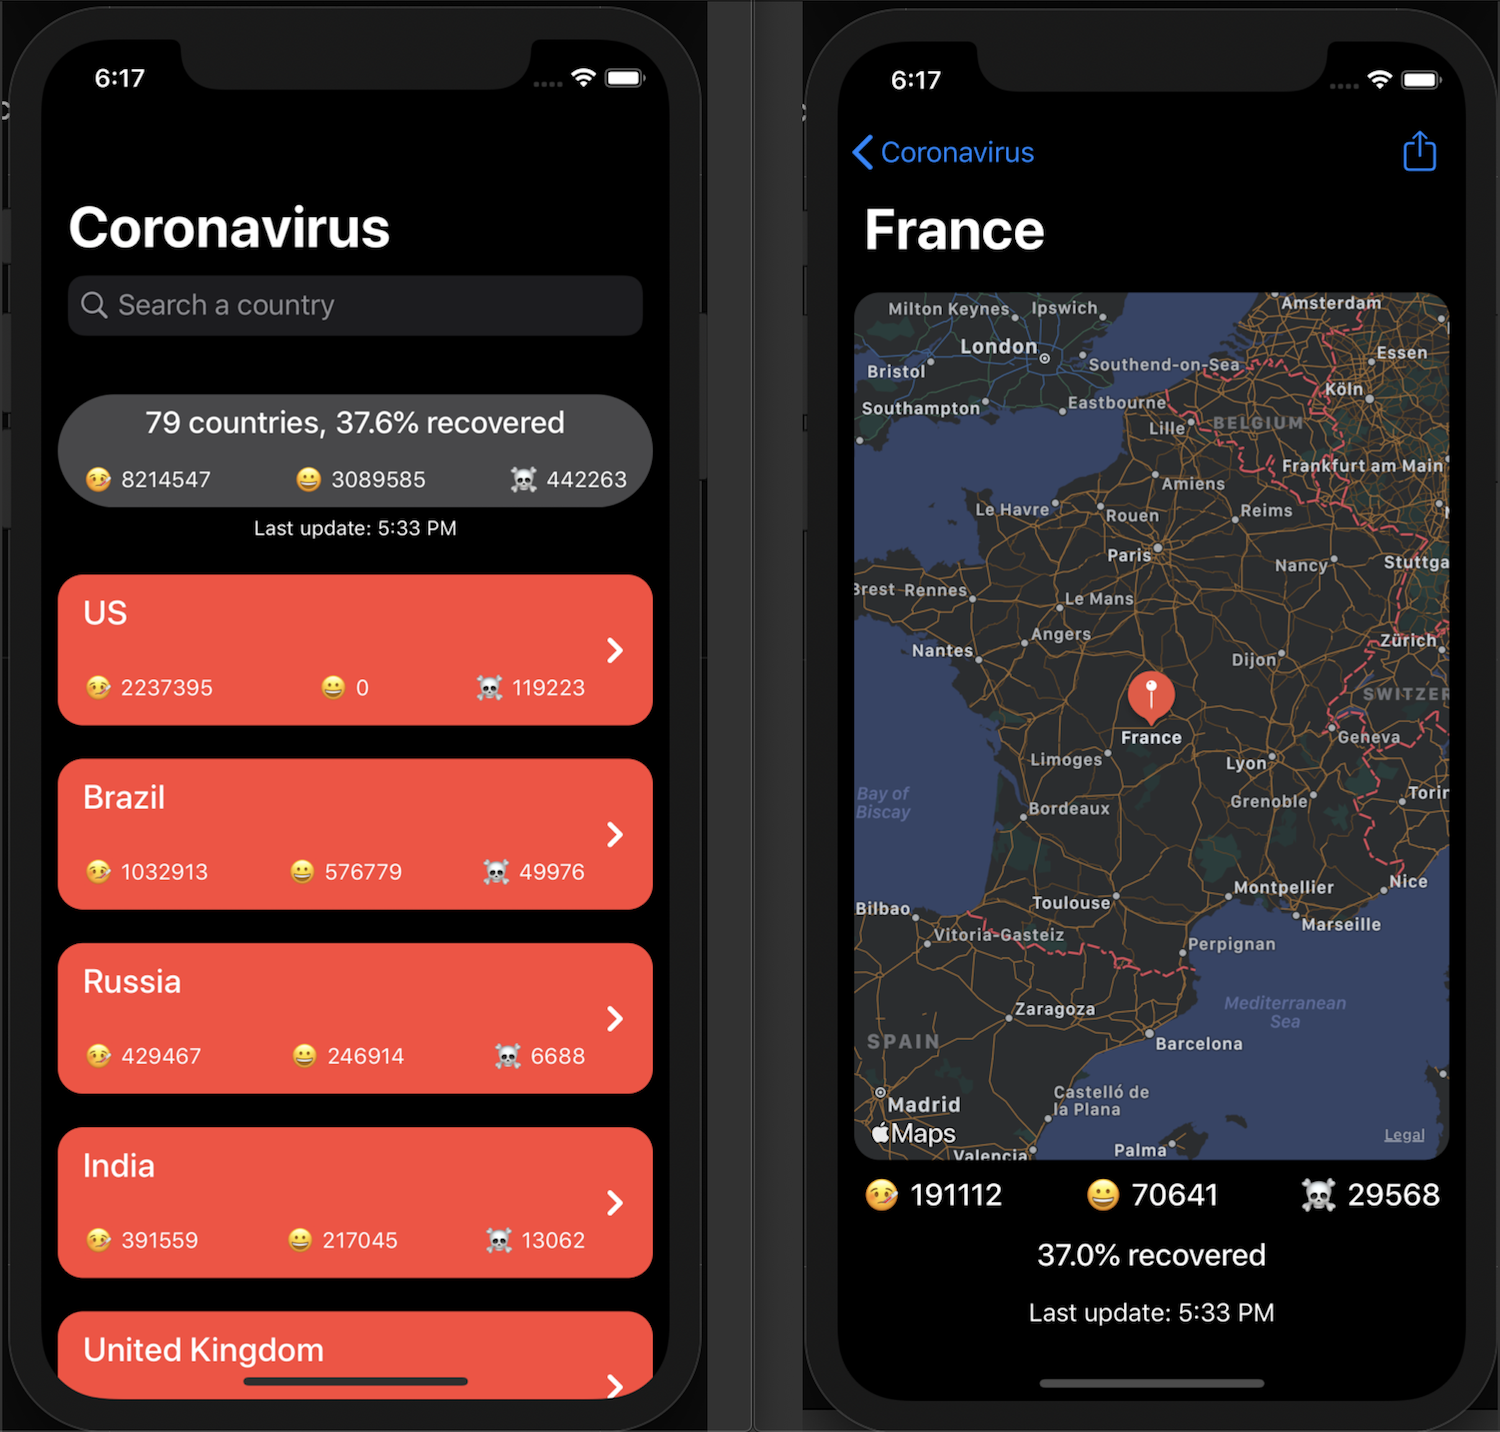 6:17
Coronavirus
Search a country
79 countries, 37.6% recovered
🤒 8214547 😀 3089585 ☠️ 442263
Last update: 5:33 PM
US
🤒 2237395 😀 0 ☠️ 119223
Brazil
🤒 1032913 😀 576779 ☠️ 49976
Russia
🤒 429467 😀 246914 ☠️ 6688
India
🤒 391559 😀 217045 ☠️ 13062
United Kingdom
6:17
Coronavirus
France
Amsterdam
Milton Keynes Ipswich
London
Essen
Bristol
Southend-on-Sea
Köln
Southampton
Eastbourne
Lille
BELGIUM
Frankfurt am Main
Amiens
Le Havre
Rouen
Reims
Paris
Nancy
Stuttga
Brest Rennes
Le Mans
Angers
Zürich
Nantes
Dijon
SWITZER
France
Geneva
Limoges
Lyon
Bay of
Biscay
Torin
Grenoble
Bordeaux
Nice
Montpellier
Toulouse
Bilbao
Marseille
Vitoria-Gasteiz
Perpignan
Mediterranean
Sea
Zaragoza
SPAIN
Barcelona
Castelló de
la Plana
Madrid
Maps
Legal
Palma
Valencia
🤒 191112 😀 70641 ☠️ 29568
37.0% recovered
Last update: 5:33 PM